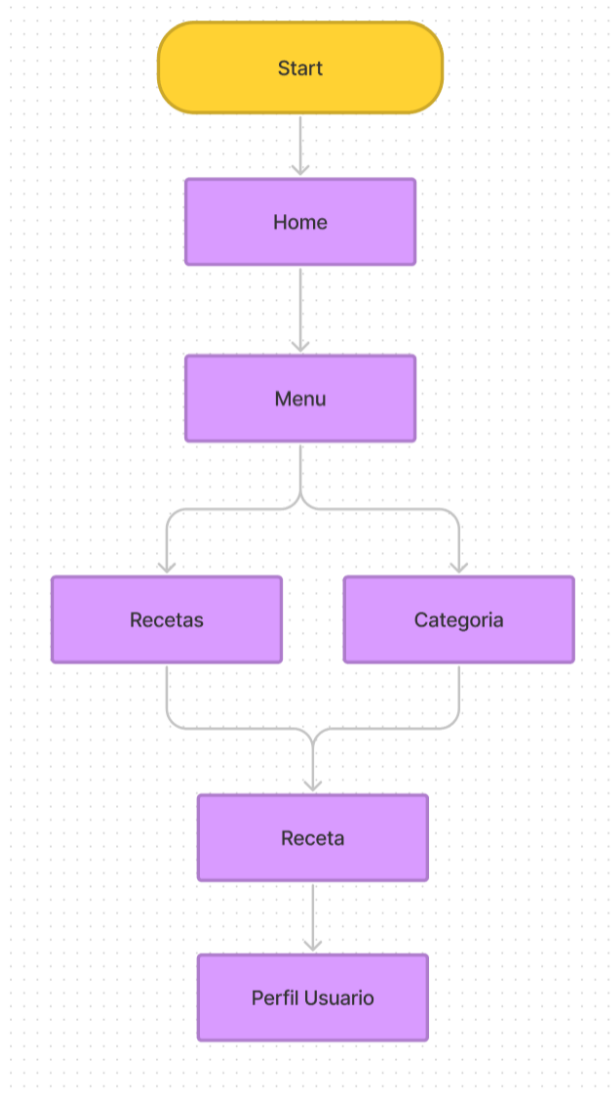 Start
Home
Menu
Recetas
Categoria
Receta
Perfil Usuario